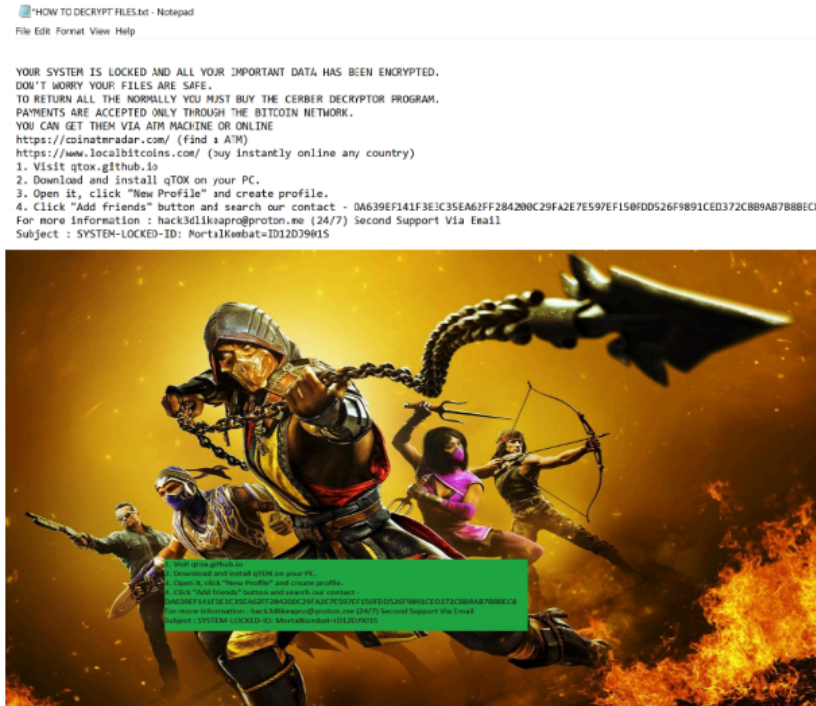 *HOW TO DECRYPT FILES.txt - Notepad
File Edit Format View Help
YOUR SYSTEM IS LOCKED AND ALL YOUR IMPORTANT DATA HAS BEEN ENCRYPTED.
DON'T WORRY YOUR FILES ARE SAFE.
TO RETURN ALL THE NORMALLY YOU MUST BUY THE CERBER DECRYPTOR PROGRAM.
PAYMENTS ARE ACCEPTED ONLY THROUGH THE BITCOIN NETWORK.
YOU CAN GET THEM VIA ATM MACHINE OR ONLINE
https://coinatmradar.com/ (find a ATM)
https://www.localbitcoins.com/ (buy instantly online any country)
1. Visit qtox.github.io
2. Download and install qTOX on your PC.
3. Open it, click "New Profile" and create profile.
4. Click "Add friends" button and search our contact - DA639EF141F3E3C35EA62FF284200C29FA2E7E597EF150FDD526F9891CED372CBB9AB7B8BEC8
For more information : hack3dlikeapro@proton.me (24/7) Second Support Via Email
Subject : SYSTEM-LOCKED-ID: MortalKombat=ID12DJ901S
1. Visit qtox.github.io
2. Download and install qTOX on your PC.
3. Open it, click "New Profile" and create profile.
4. Click "Add friends" button and search our contact -
DA639EF141F3E3C35EA62FF284200C29FA2E7E597EF150FDD526F9891CED372CBB9AB7B8BEC8
For more information : hack3dlikeapro@proton.me (24/7) Second Support Via Email
Subject : SYSTEM-LOCKED-ID: MortalKombat=ID12DJ901S